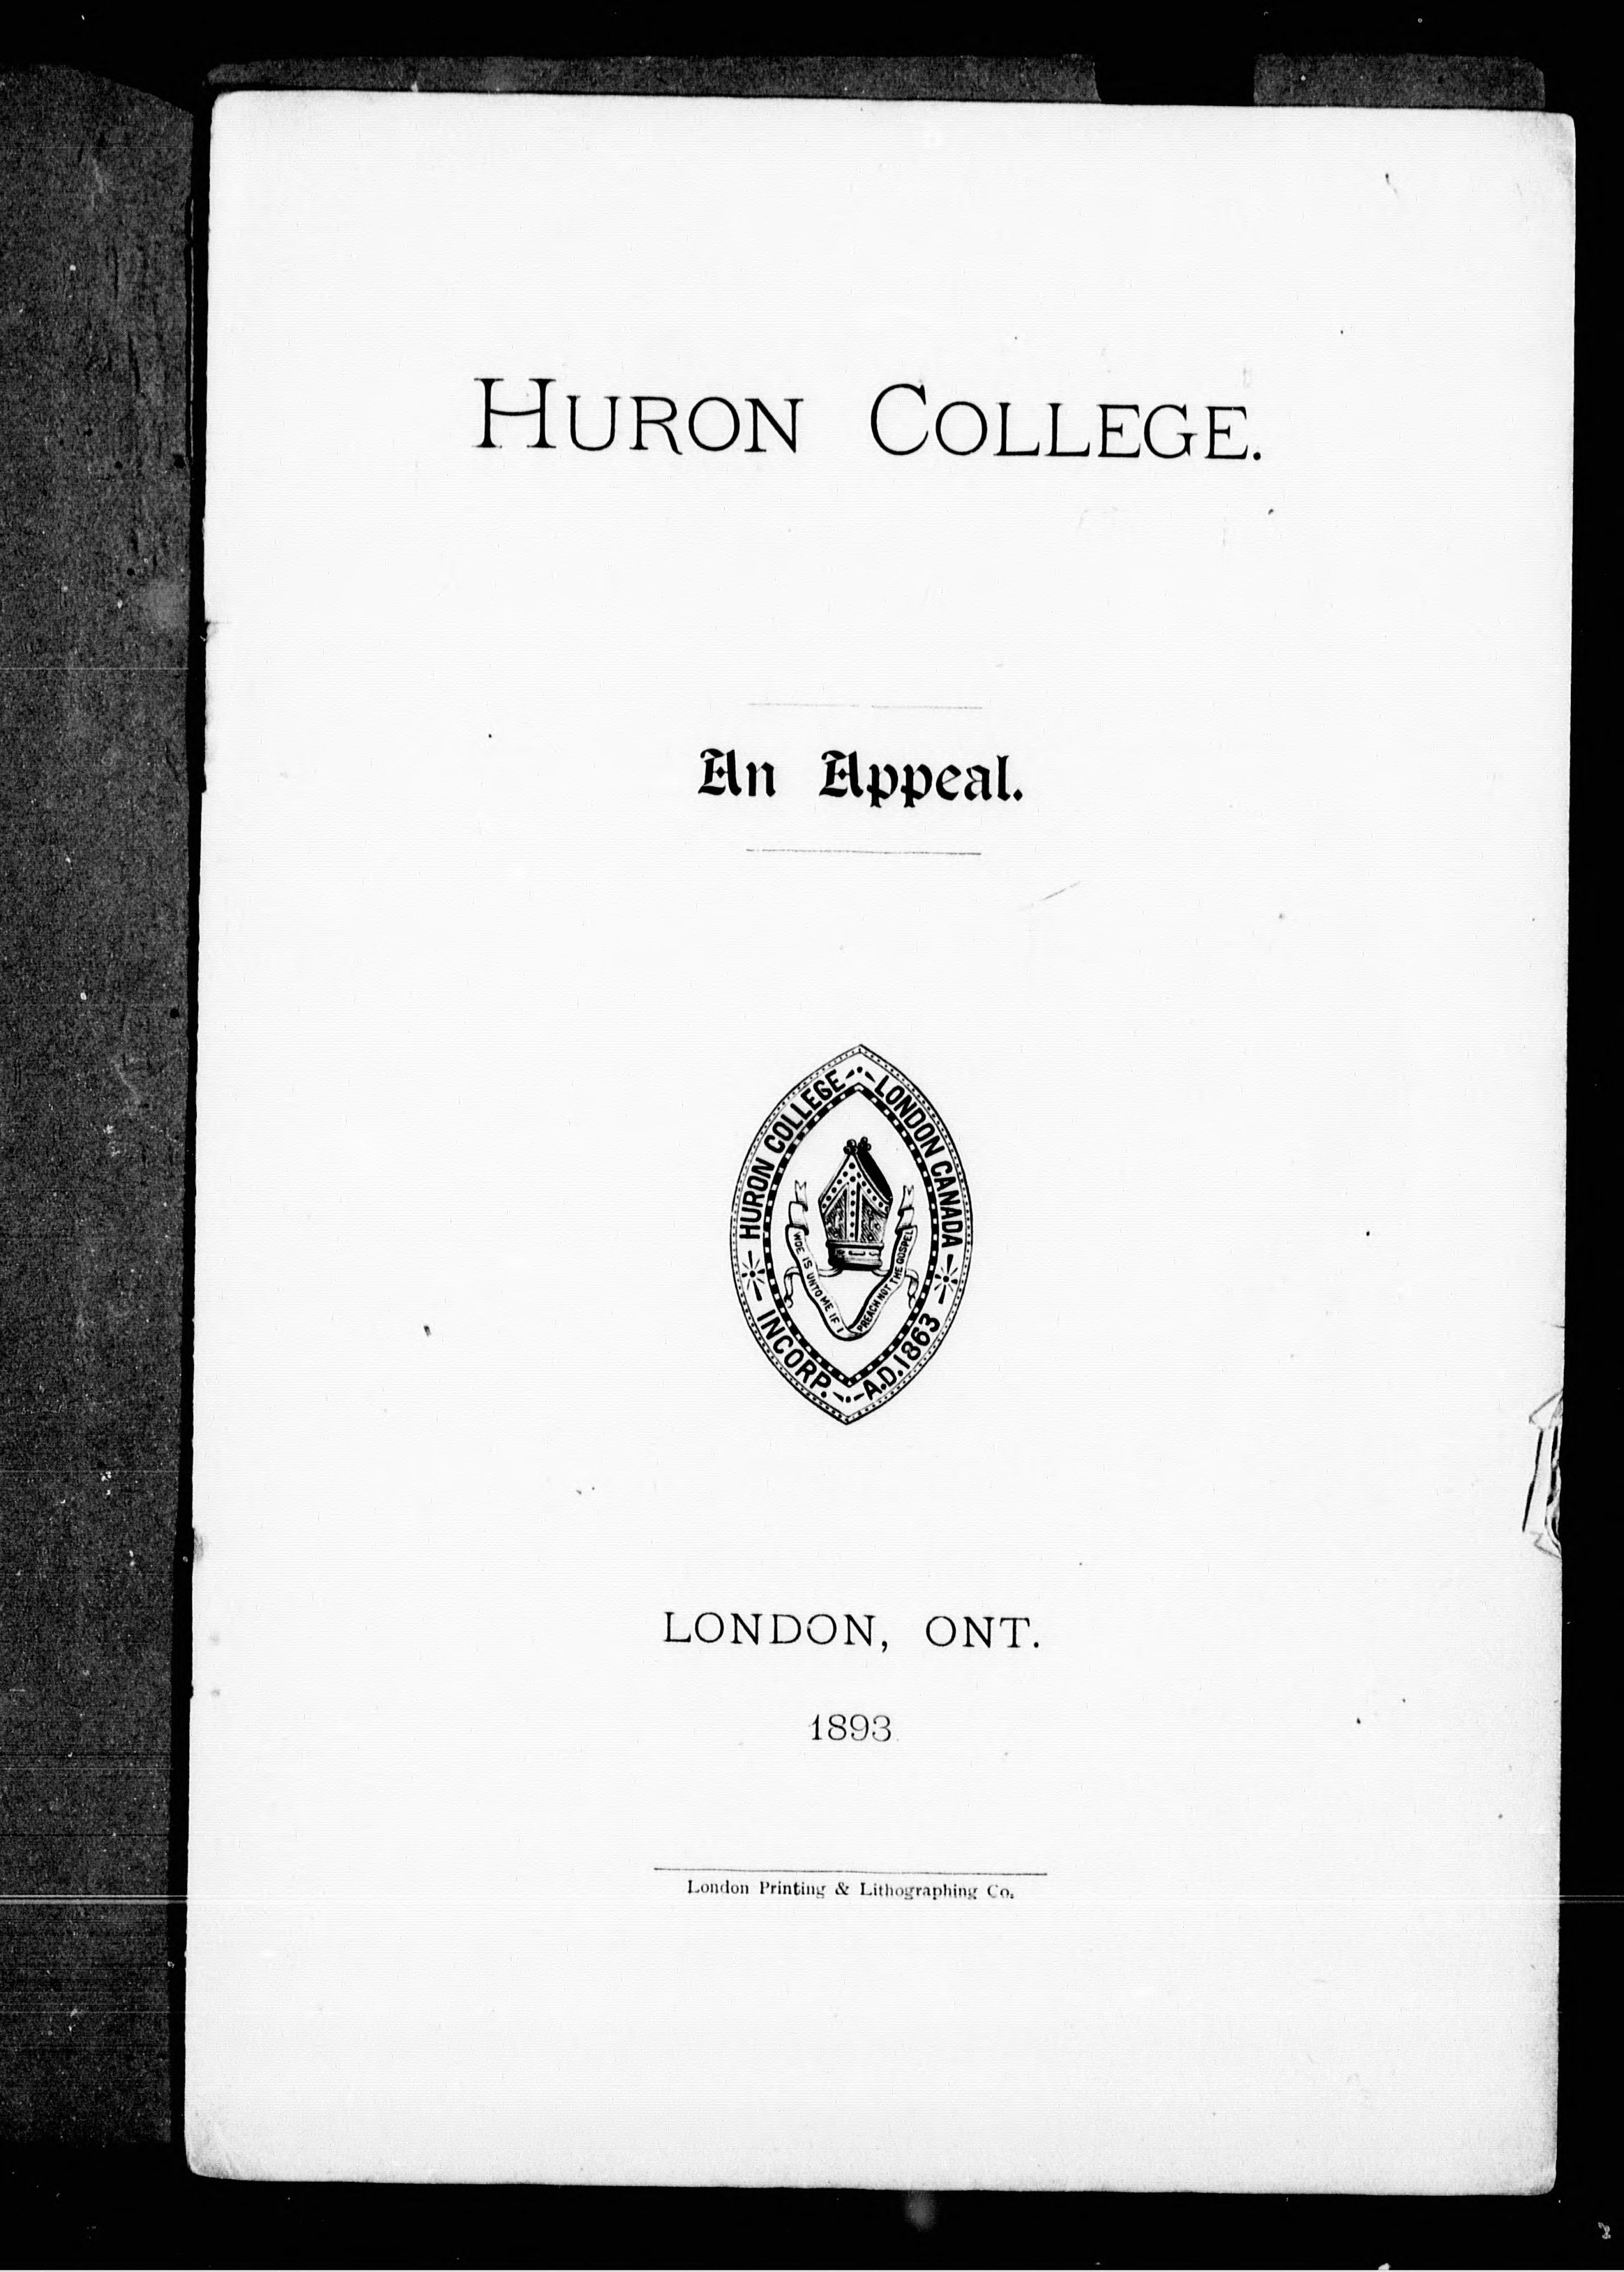 HURON COLLEGE.
An Appeal.
HURON COLLEGE
LONDON CANADA
WOE IS UNTO ME IF I
PREACH NOT THE GOSPEL
INCORP.
A.D. 1863
LONDON, ONT.
1893.
London Printing & Lithographing Co.